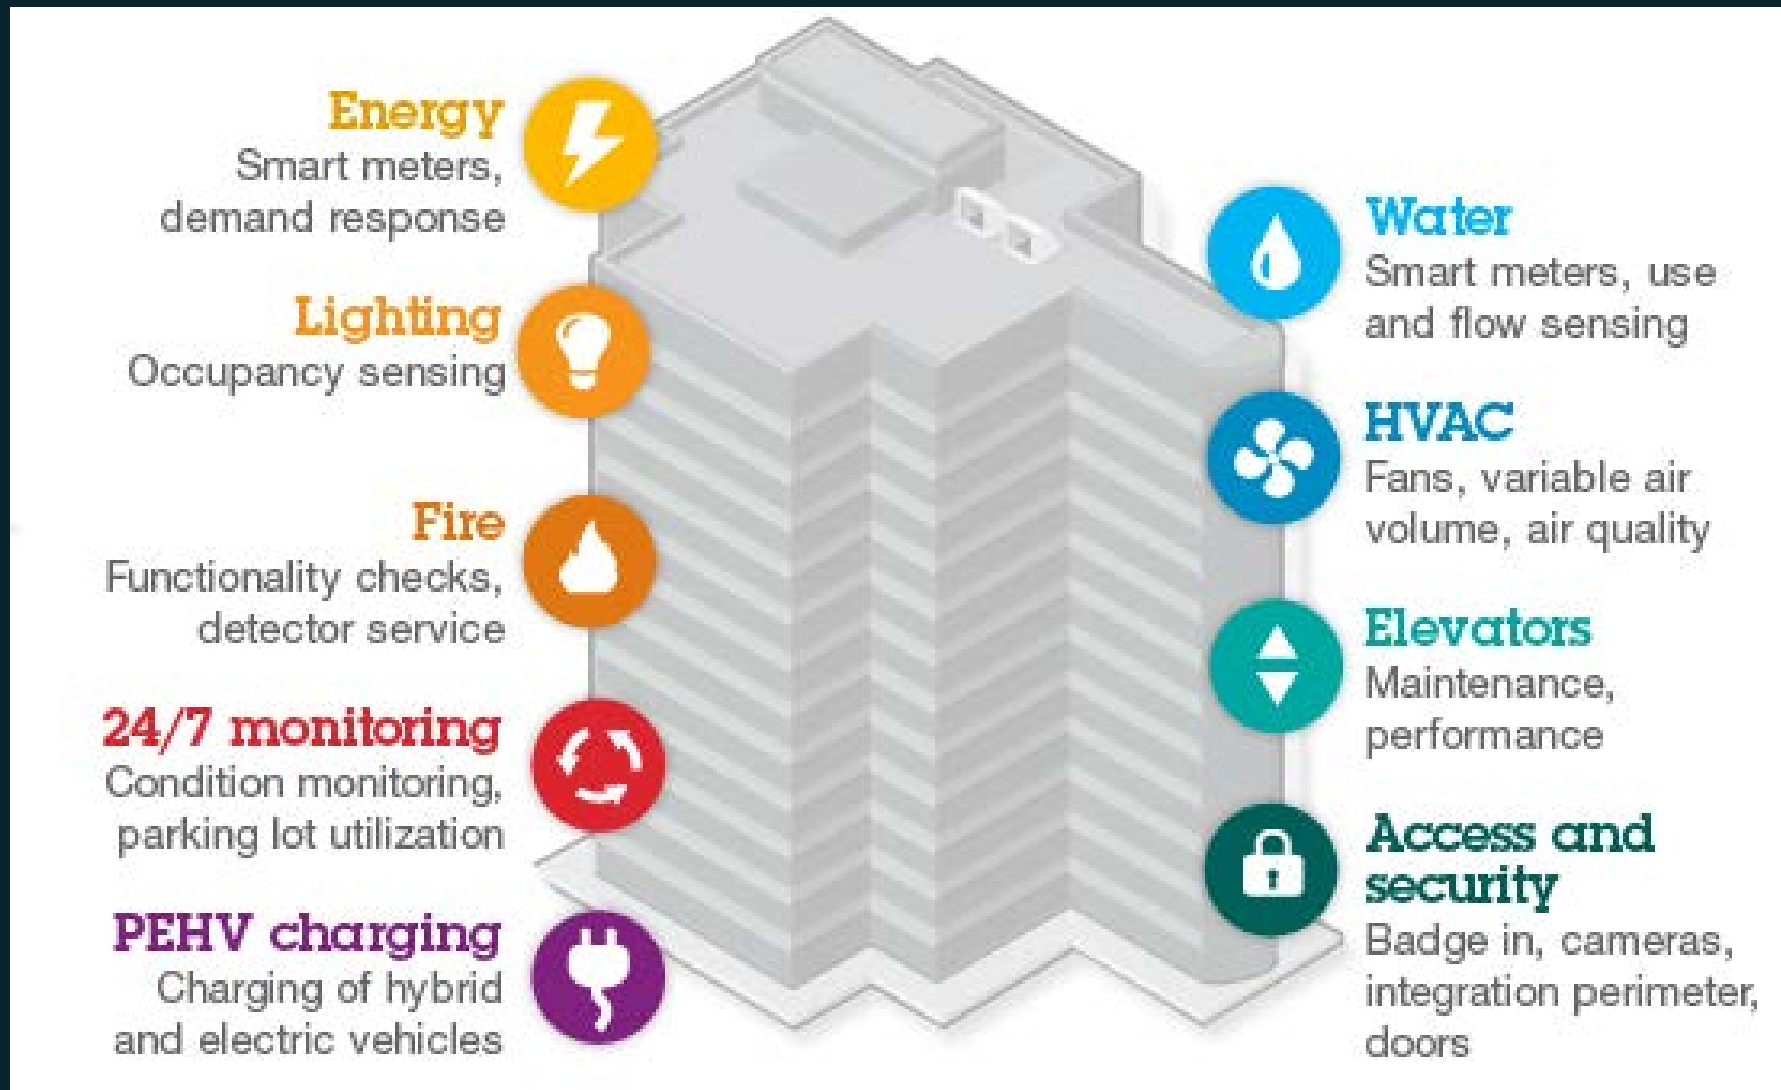 Energy
Smart meters,
demand response
Lighting
Occupancy sensing
Fire
Functionality checks,
detector service
24/7 monitoring
Condition monitoring,
parking lot utilization
PEHV charging
Charging of hybrid
and electric vehicles
Water
Smart meters, use
and flow sensing
HVAC
Fans, variable air
volume, air quality
Elevators
Maintenance,
performance
Access and
security
Badge in, cameras,
integration perimeter,
doors